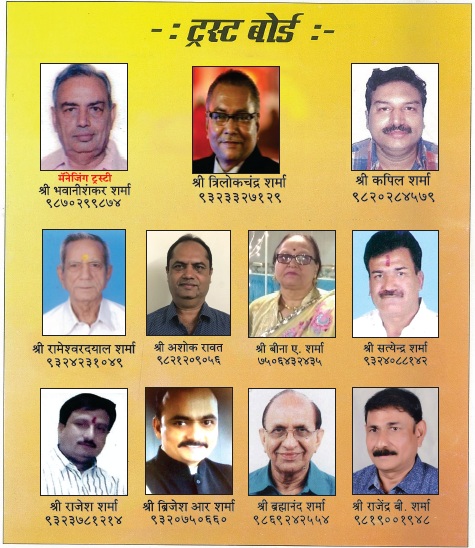 -: ट्रस्ट बोर्ड :-
मॅनेजिंग ट्रस्टी
श्री भवानीशंकर शर्मा
९८७०२९९८७४
श्री त्रिलोकचंद्र शर्मा
९३२३३२७१२९
श्री कपिल शर्मा
९८२०२८४५७९
श्री रामेश्वरदयाल शर्मा
९३२४२३१०४९
श्री अशोक रावत
९८२१२०९०५६
श्री बीना ए. शर्मा
७५०६४३२४३५
श्री सत्येन्द्र शर्मा
९३२४०८८१४२
श्री राजेश शर्मा
९३२३७८१२१४
श्री ब्रिजेश आर शर्मा
९३२०७५०६६०
श्री ब्रह्मानंद शर्मा
९८६९२४२५५४
श्री राजेंद्र बी. शर्मा
९८१९००१९४८